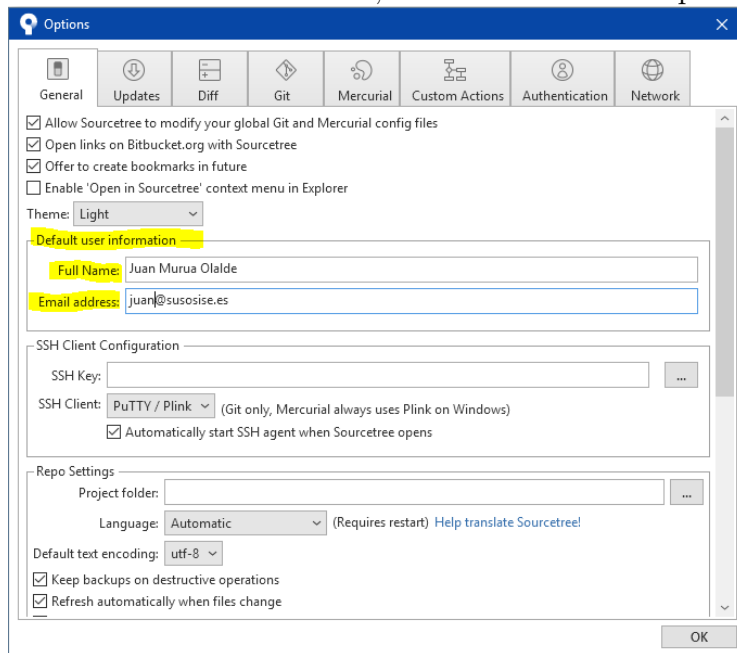 Options
General Updates Diff Git Mercurial Custom Actions Authentication Network
Allow Sourcetree to modify your global Git and Mercurial config files
Open links on Bitbucket.org with Sourcetree
Offer to create bookmarks in future
Enable 'Open in Sourcetree' context menu in Explorer
Theme: Light
Default user information
Full Name: Juan Murua Olalde
Email address: juan@susosise.es
SSH Client Configuration
SSH Key: ...
SSH Client: PuTTY / Plink (Git only, Mercurial always uses Plink on Windows)
Automatically start SSH agent when Sourcetree opens
Repo Settings
Project folder: ...
Language: Automatic (Requires restart) Help translate Sourcetree!
Default text encoding: utf-8
Keep backups on destructive operations
Refresh automatically when files change
OK